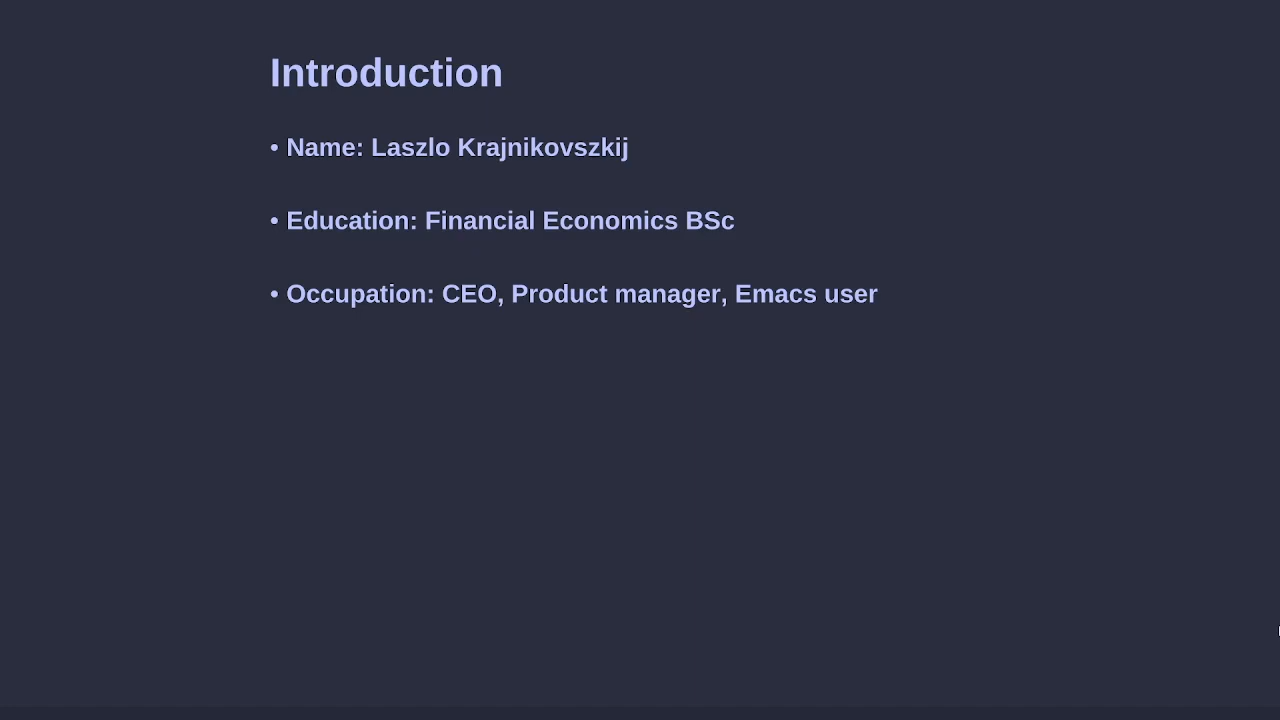 Introduction
• Name: Laszlo Krajnikovszkij
• Education: Financial Economics BSc
• Occupation: CEO, Product manager, Emacs user